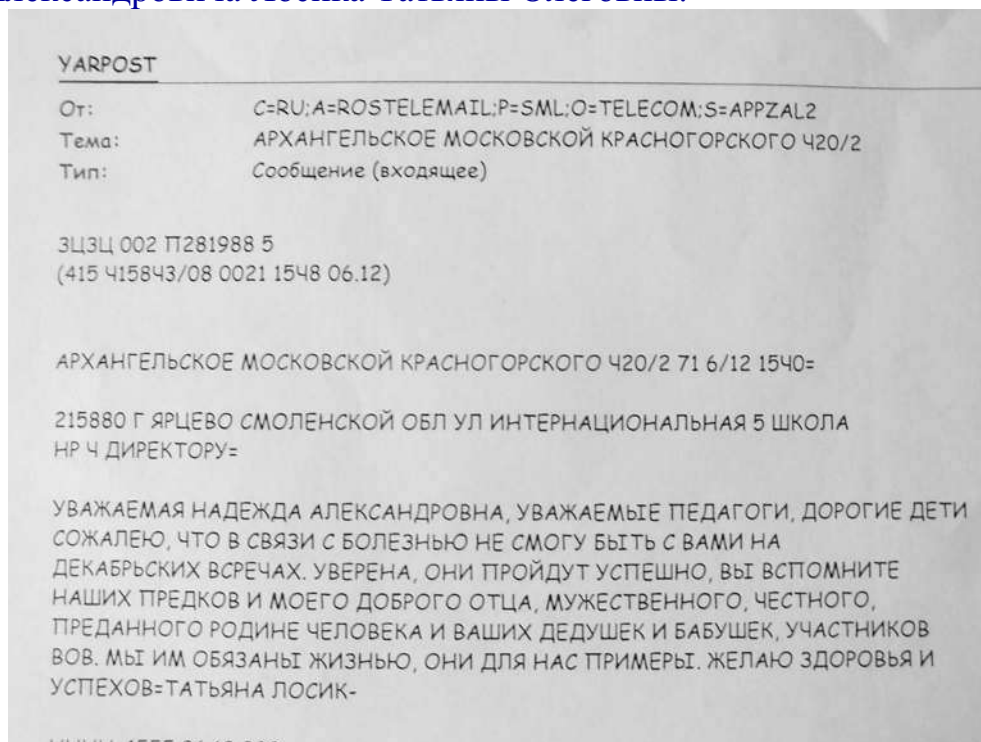 Татьяны Олеговны.
YARPOST
От: C=RU;A=ROSTELEMAIL;P=SML;O=TELECOM;S=APPZAL2
Тема: АРХАНГЕЛЬСКОЕ МОСКОВСКОЙ КРАСНОГОРСКОГО Ч20/2
Тип: Сообщение (входящее)
ЗЦЗЦ 002 П281988 5
(415 Ч158Ч3/08 0021 15Ч8 06.12)
АРХАНГЕЛЬСКОЕ МОСКОВСКОЙ КРАСНОГОРСКОГО Ч20/2 71 6/12 15Ч0=
215880 Г ЯРЦЕВО СМОЛЕНСКОЙ ОБЛ УЛ ИНТЕРНАЦИОНАЛЬНАЯ 5 ШКОЛА
НР Ч ДИРЕКТОРУ=
УВАЖАЕМАЯ НАДЕЖДА АЛЕКСАНДРОВНА, УВАЖАЕМЫЕ ПЕДАГОГИ, ДОРОГИЕ ДЕТИ
СОЖАЛЕЮ, ЧТО В СВЯЗИ С БОЛЕЗНЬЮ НЕ СМОГУ БЫТЬ С ВАМИ НА
ДЕКАБРЬСКИХ ВСРЕЧАХ. УВЕРЕНА, ОНИ ПРОЙДУТ УСПЕШНО, ВЫ ВСПОМНИТЕ
НАШИХ ПРЕДКОВ И МОЕГО ДОБРОГО ОТЦА, МУЖЕСТВЕННОГО, ЧЕСТНОГО,
ПРЕДАННОГО РОДИНЕ ЧЕЛОВЕКА И ВАШИХ ДЕДУШЕК И БАБУШЕК, УЧАСТНИКОВ
ВОВ. МЫ ИМ ОБЯЗАНЫ ЖИЗНЬЮ, ОНИ ДЛЯ НАС ПРИМЕРЫ. ЖЕЛАЮ ЗДОРОВЬЯ И
УСПЕХОВ=ТАТЬЯНА ЛОСИК-